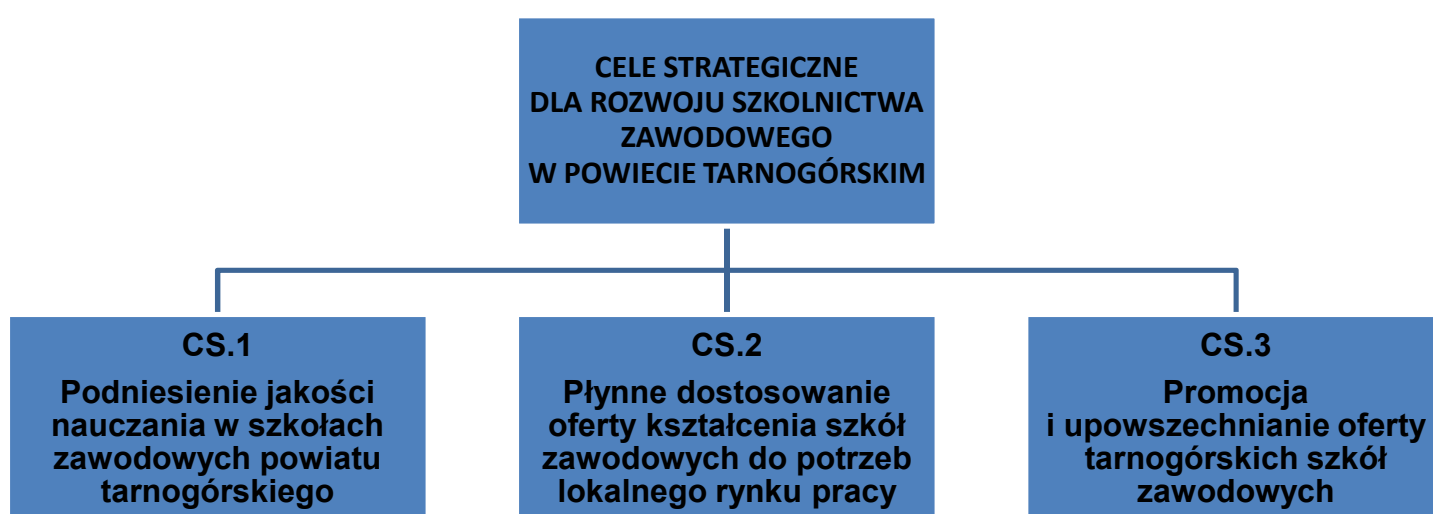 CELE STRATEGICZNE
DLA ROZWOJU SZKOLNICTWA
ZAWODOWEGO
W POWIECIE TARNOGÓRSKIM
CS.1
Podniesienie jakości
nauczania w szkołach
zawodowych powiatu
tarnogórskiego
CS.2
Płynne dostosowanie
oferty kształcenia szkół
zawodowych do potrzeb
lokalnego rynku pracy
CS.3
Promocja
i upowszechnianie oferty
tarnogórskich szkół
zawodowych